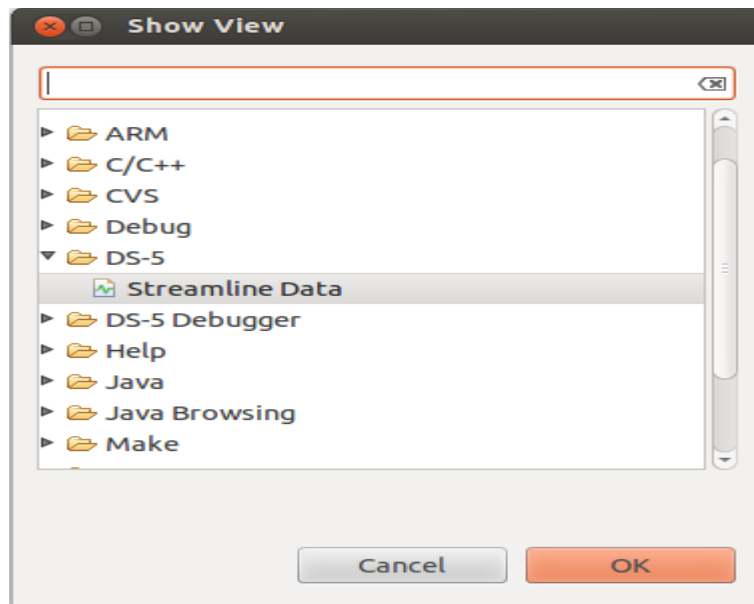 Show View
ARM
C/C++
CVS
Debug
DS-5
Streamline Data
DS-5 Debugger
Help
Java
Java Browsing
Make
Cancel
OK